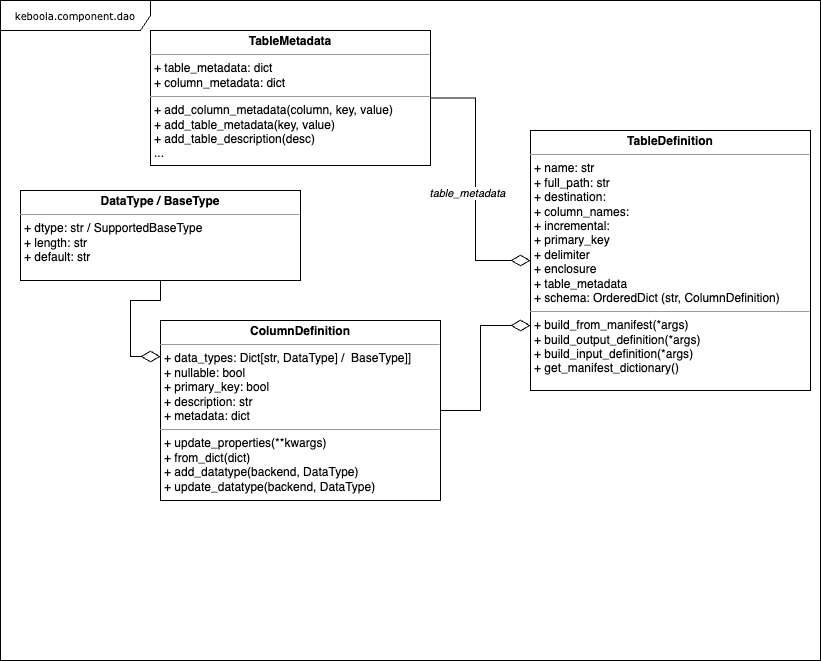 keboola.component.dao
TableMetadata
+ table_metadata: dict
+ column_metadata: dict
+ add_column_metadata(column, key, value)
+ add_table_metadata(key, value)
+ add_table_description(desc)
...
table_metadata
TableDefinition
+ name: str
+ full_path: str
+ destination:
+ column_names:
+ incremental:
+ primary_key
+ delimiter
+ enclosure
+ table_metadata
+ schema: OrderedDict (str, ColumnDefinition)
+ build_from_manifest(*args)
+ build_output_definition(*args)
+ build_input_definition(*args)
+ get_manifest_dictionary()
DataType / BaseType
+ dtype: str / SupportedBaseType
+ length: str
+ default: str
ColumnDefinition
+ data_types: Dict[str, DataType] /  BaseType]]
+ nullable: bool
+ primary_key: bool
+ description: str
+ metadata: dict
+ update_properties(**kwargs)
+ from_dict(dict)
+ add_datatype(backend, DataType)
+ update_datatype(backend, DataType)